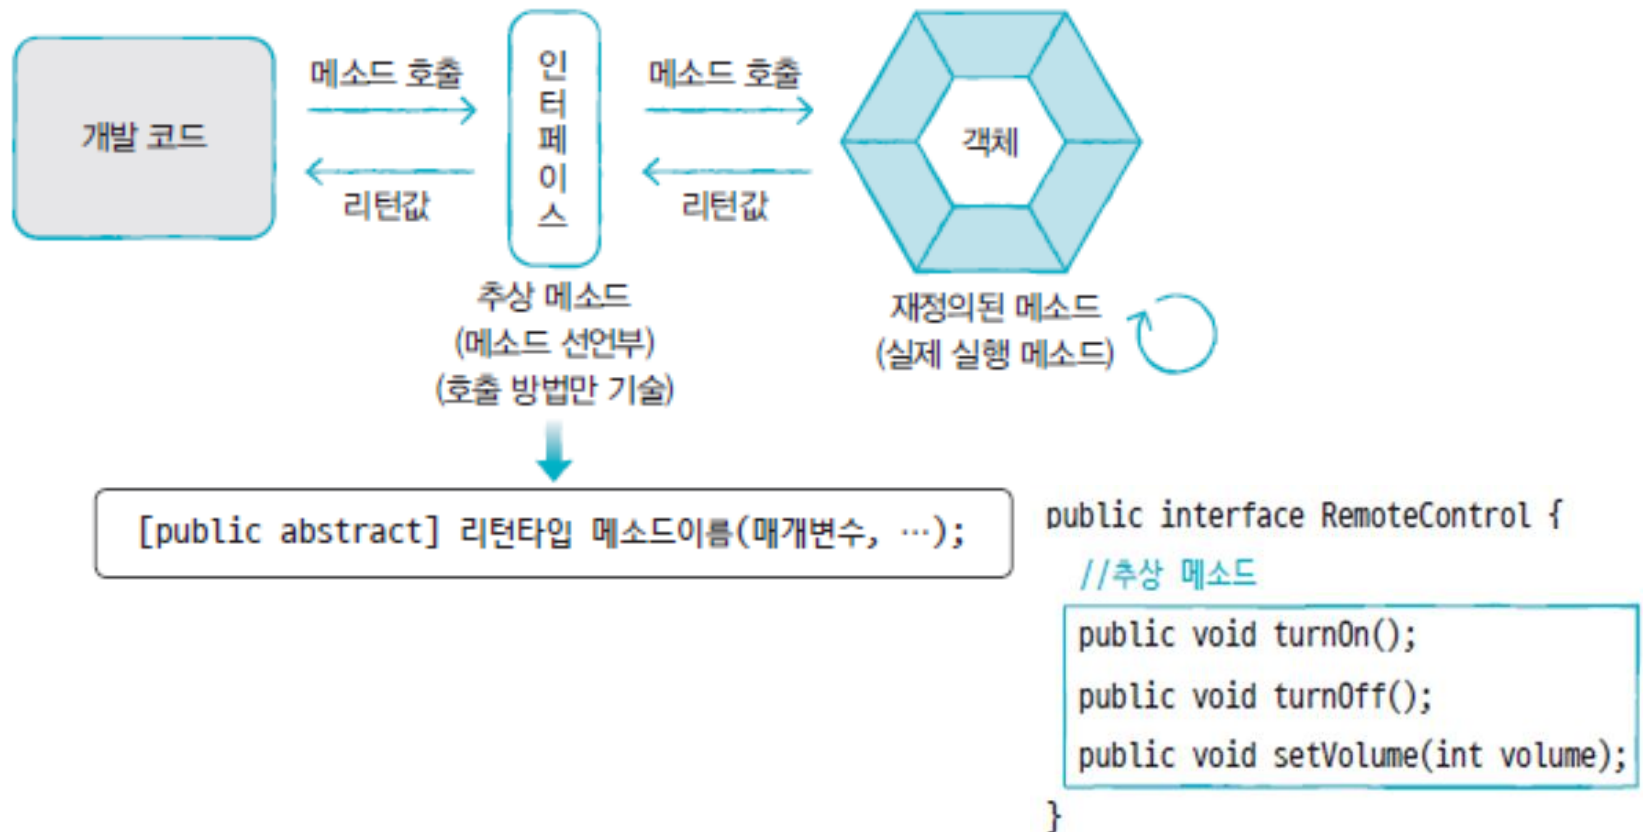 개발 코드
메소드 호출
리턴값
인터페이스
메소드 호출
리턴값
객체
추상 메소드
(메소드 선언부)
(호출 방법만 기술)
재정의된 메소드
(실제 실행 메소드)
[public abstract] 리턴타입 메소드이름(매개변수, …);
public interface RemoteControl {
//추상 메소드
public void turnOn();
public void turnOff();
public void setVolume(int volume);
}